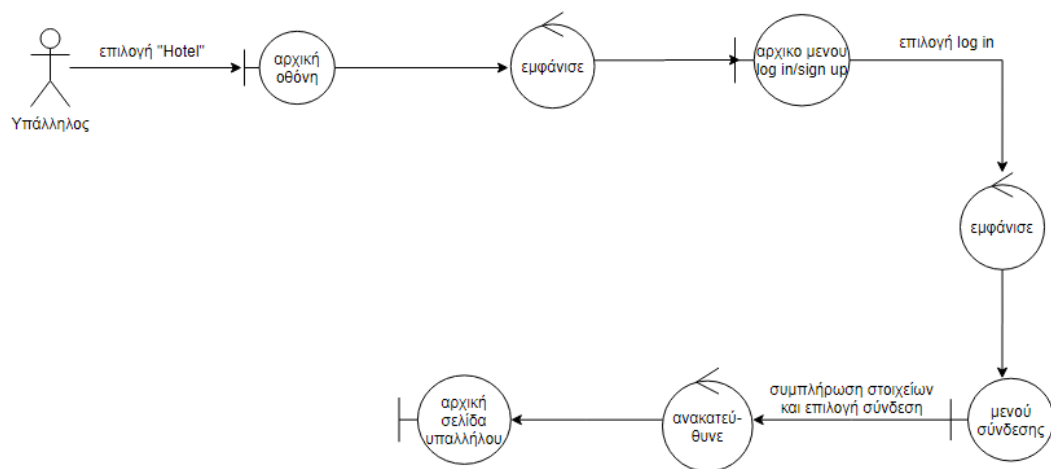 επιλογή "Hotel"
Υπάλληλος
αρχική
οθόνη
εμφάνισε
αρχικο μενου
log in/sign up
επιλογή log in
εμφάνισε
μενού
σύνδεσης
συμπλήρωση στοιχείων
και επιλογή σύνδεση
ανακατεύ-
θυνε
αρχική
σελίδα
υπαλλήλου